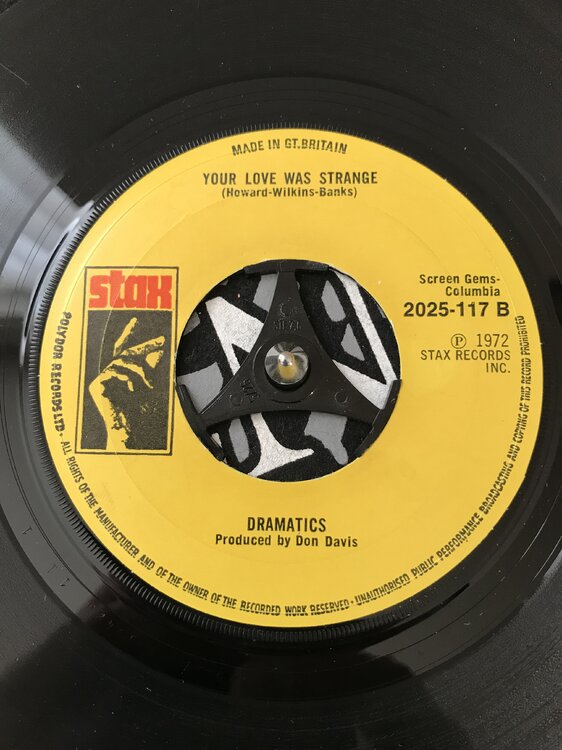 MADE IN GT.BRITAIN
YOUR LOVE WAS STRANGE
(Howard-Wilkins-Banks)
stax
Screen Gems-
Columbia
2025-117 B
Ⓟ 1972
STAX RECORDS
INC.
DRAMATICS
Produced by Don Davis
POLYDOR RECORDS LTD • ALL RIGHTS OF THE MANUFACTURER AND OF THE OWNER OF THE RECORDED WORK RESERVED • UNAUTHORISED PUBLIC PERFORMANCE BROADCASTING AND COPYING OF THIS RECORD PROHIBITED